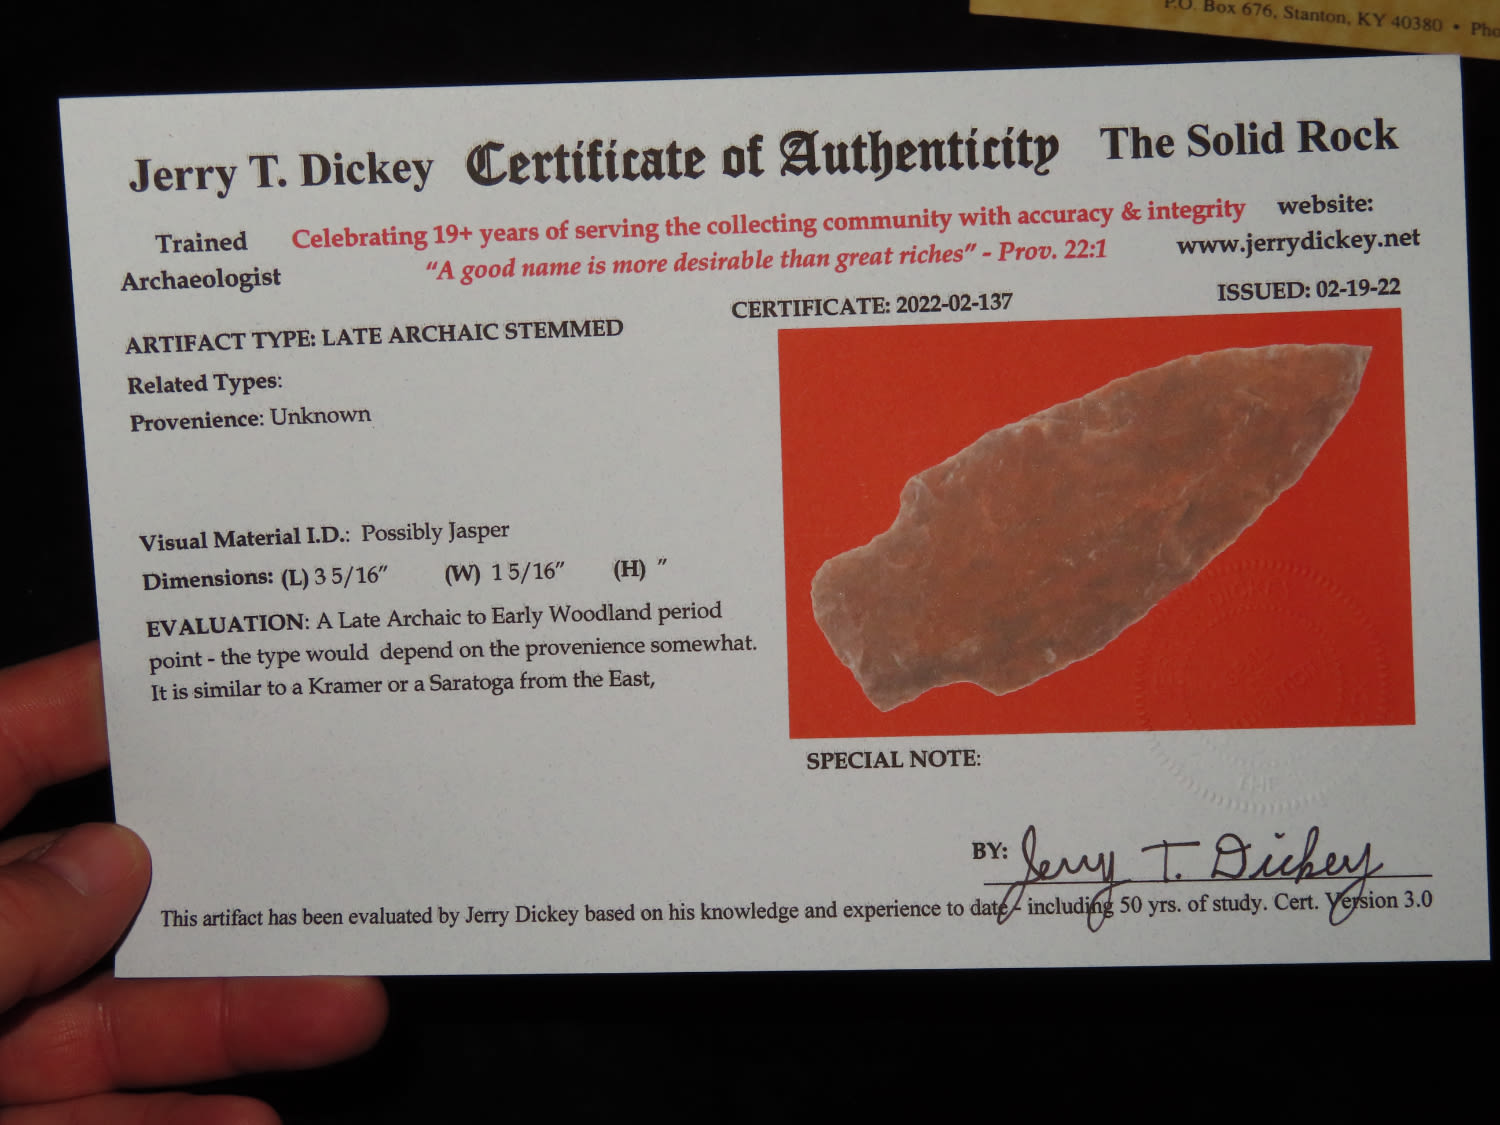 P.O. Box 676, Stanton, KY 40380 •
Jerry T. Dickey Certificate of Authenticity The Solid Rock
Trained Archaeologist
Celebrating 19+ years of serving the collecting community with accuracy & integrity
"A good name is more desirable than great riches" - Prov. 22:1
website:
www.jerrydickey.net
CERTIFICATE: 2022-02-137
ISSUED: 02-19-22
ARTIFACT TYPE: LATE ARCHAIC STEMMED
Related Types:
Provenience: Unknown
Visual Material I.D.: Possibly Jasper
Dimensions: (L) 3 5/16" (W) 1 5/16" (H) "
EVALUATION: A Late Archaic to Early Woodland period
point - the type would depend on the provenience somewhat.
It is similar to a Kramer or a Saratoga from the East,
SPECIAL NOTE:
BY: Jerry T. Dickey
This artifact has been evaluated by Jerry Dickey based on his knowledge and experience to date - including 50 yrs. of study. Cert. Version 3.0